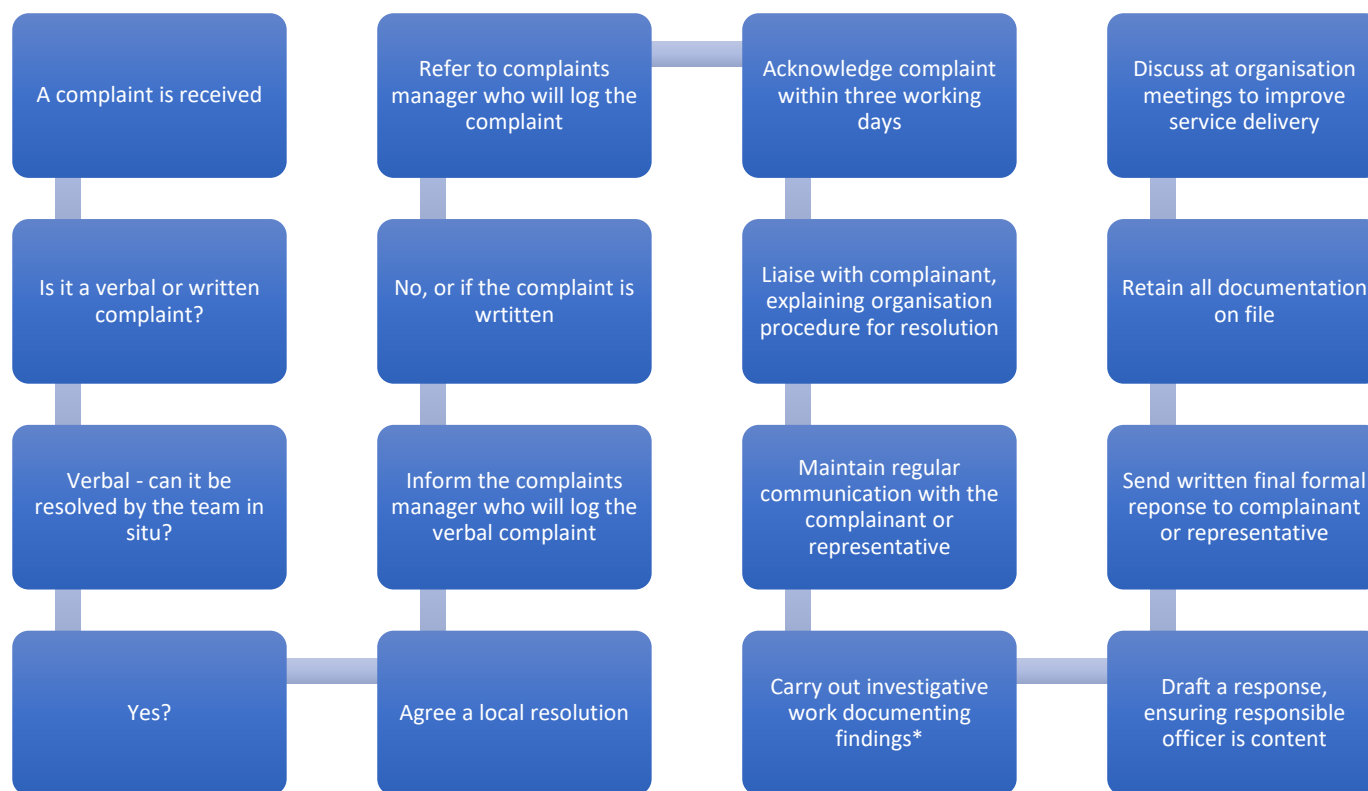 A complaint is received
Is it a verbal or written
complaint?
Verbal - can it be
resolved by the team in
situ?
Yes?
Agree a local resolution
Inform the complaints
manager who will log the
verbal complaint
No, or if the complaint is
wrtitten
Refer to complaints
manager who will log the
complaint
Acknowledge complaint
within three working
days
Liaise with complainant,
explaining organisation
procedure for resolution
Maintain regular
communication with the
complainant or
representative
Carry out investigative
work documenting
findings*
Draft a response,
ensuring responsible
officer is content
Send written final formal
reponse to complainant
or representative
Retain all documentation
on file
Discuss at organisation
meetings to improve
service delivery